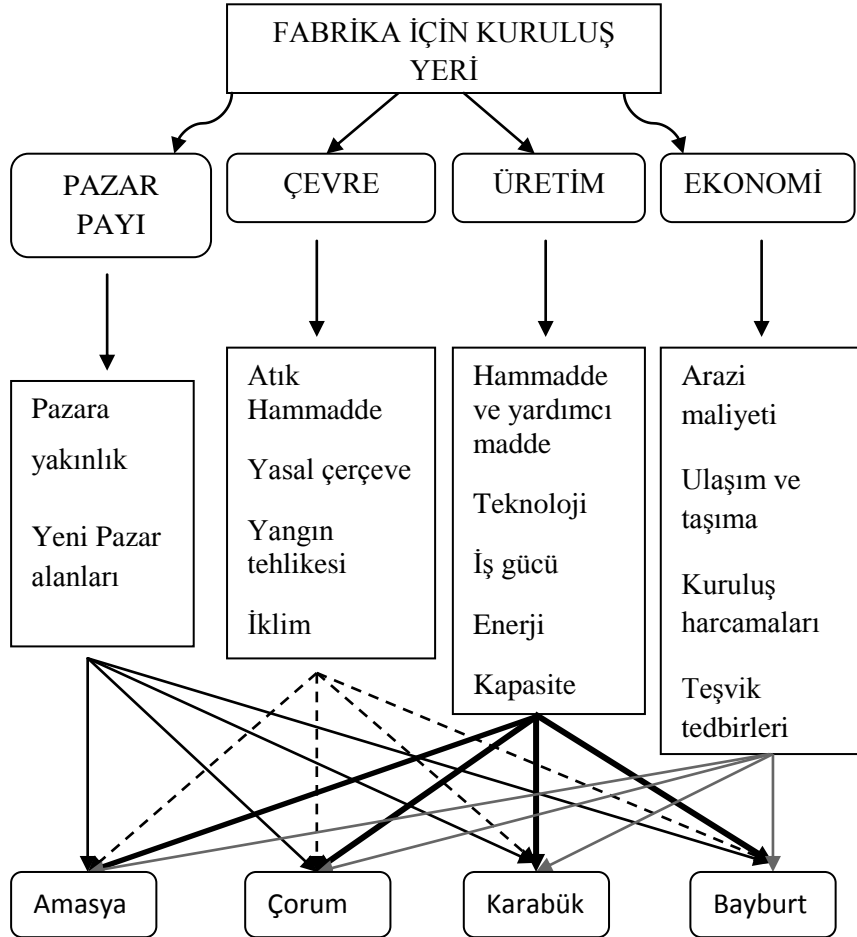 FABRİKA İÇİN KURULUŞ
YERİ
PAZAR
PAYI
ÇEVRE
ÜRETİM
EKONOMİ
Pazara
yakınlık
Yeni Pazar
alanları
Atık
Hammadde
Yasal çerçeve
Yangın
tehlikesi
İklim
Hammadde
ve yardımcı
madde
Teknoloji
İş gücü
Enerji
Kapasite
Arazi
maliyeti
Ulaşım ve
taşıma
Kuruluş
harcamaları
Teşvik
tedbirleri
Amasya
Çorum
Karabük
Bayburt